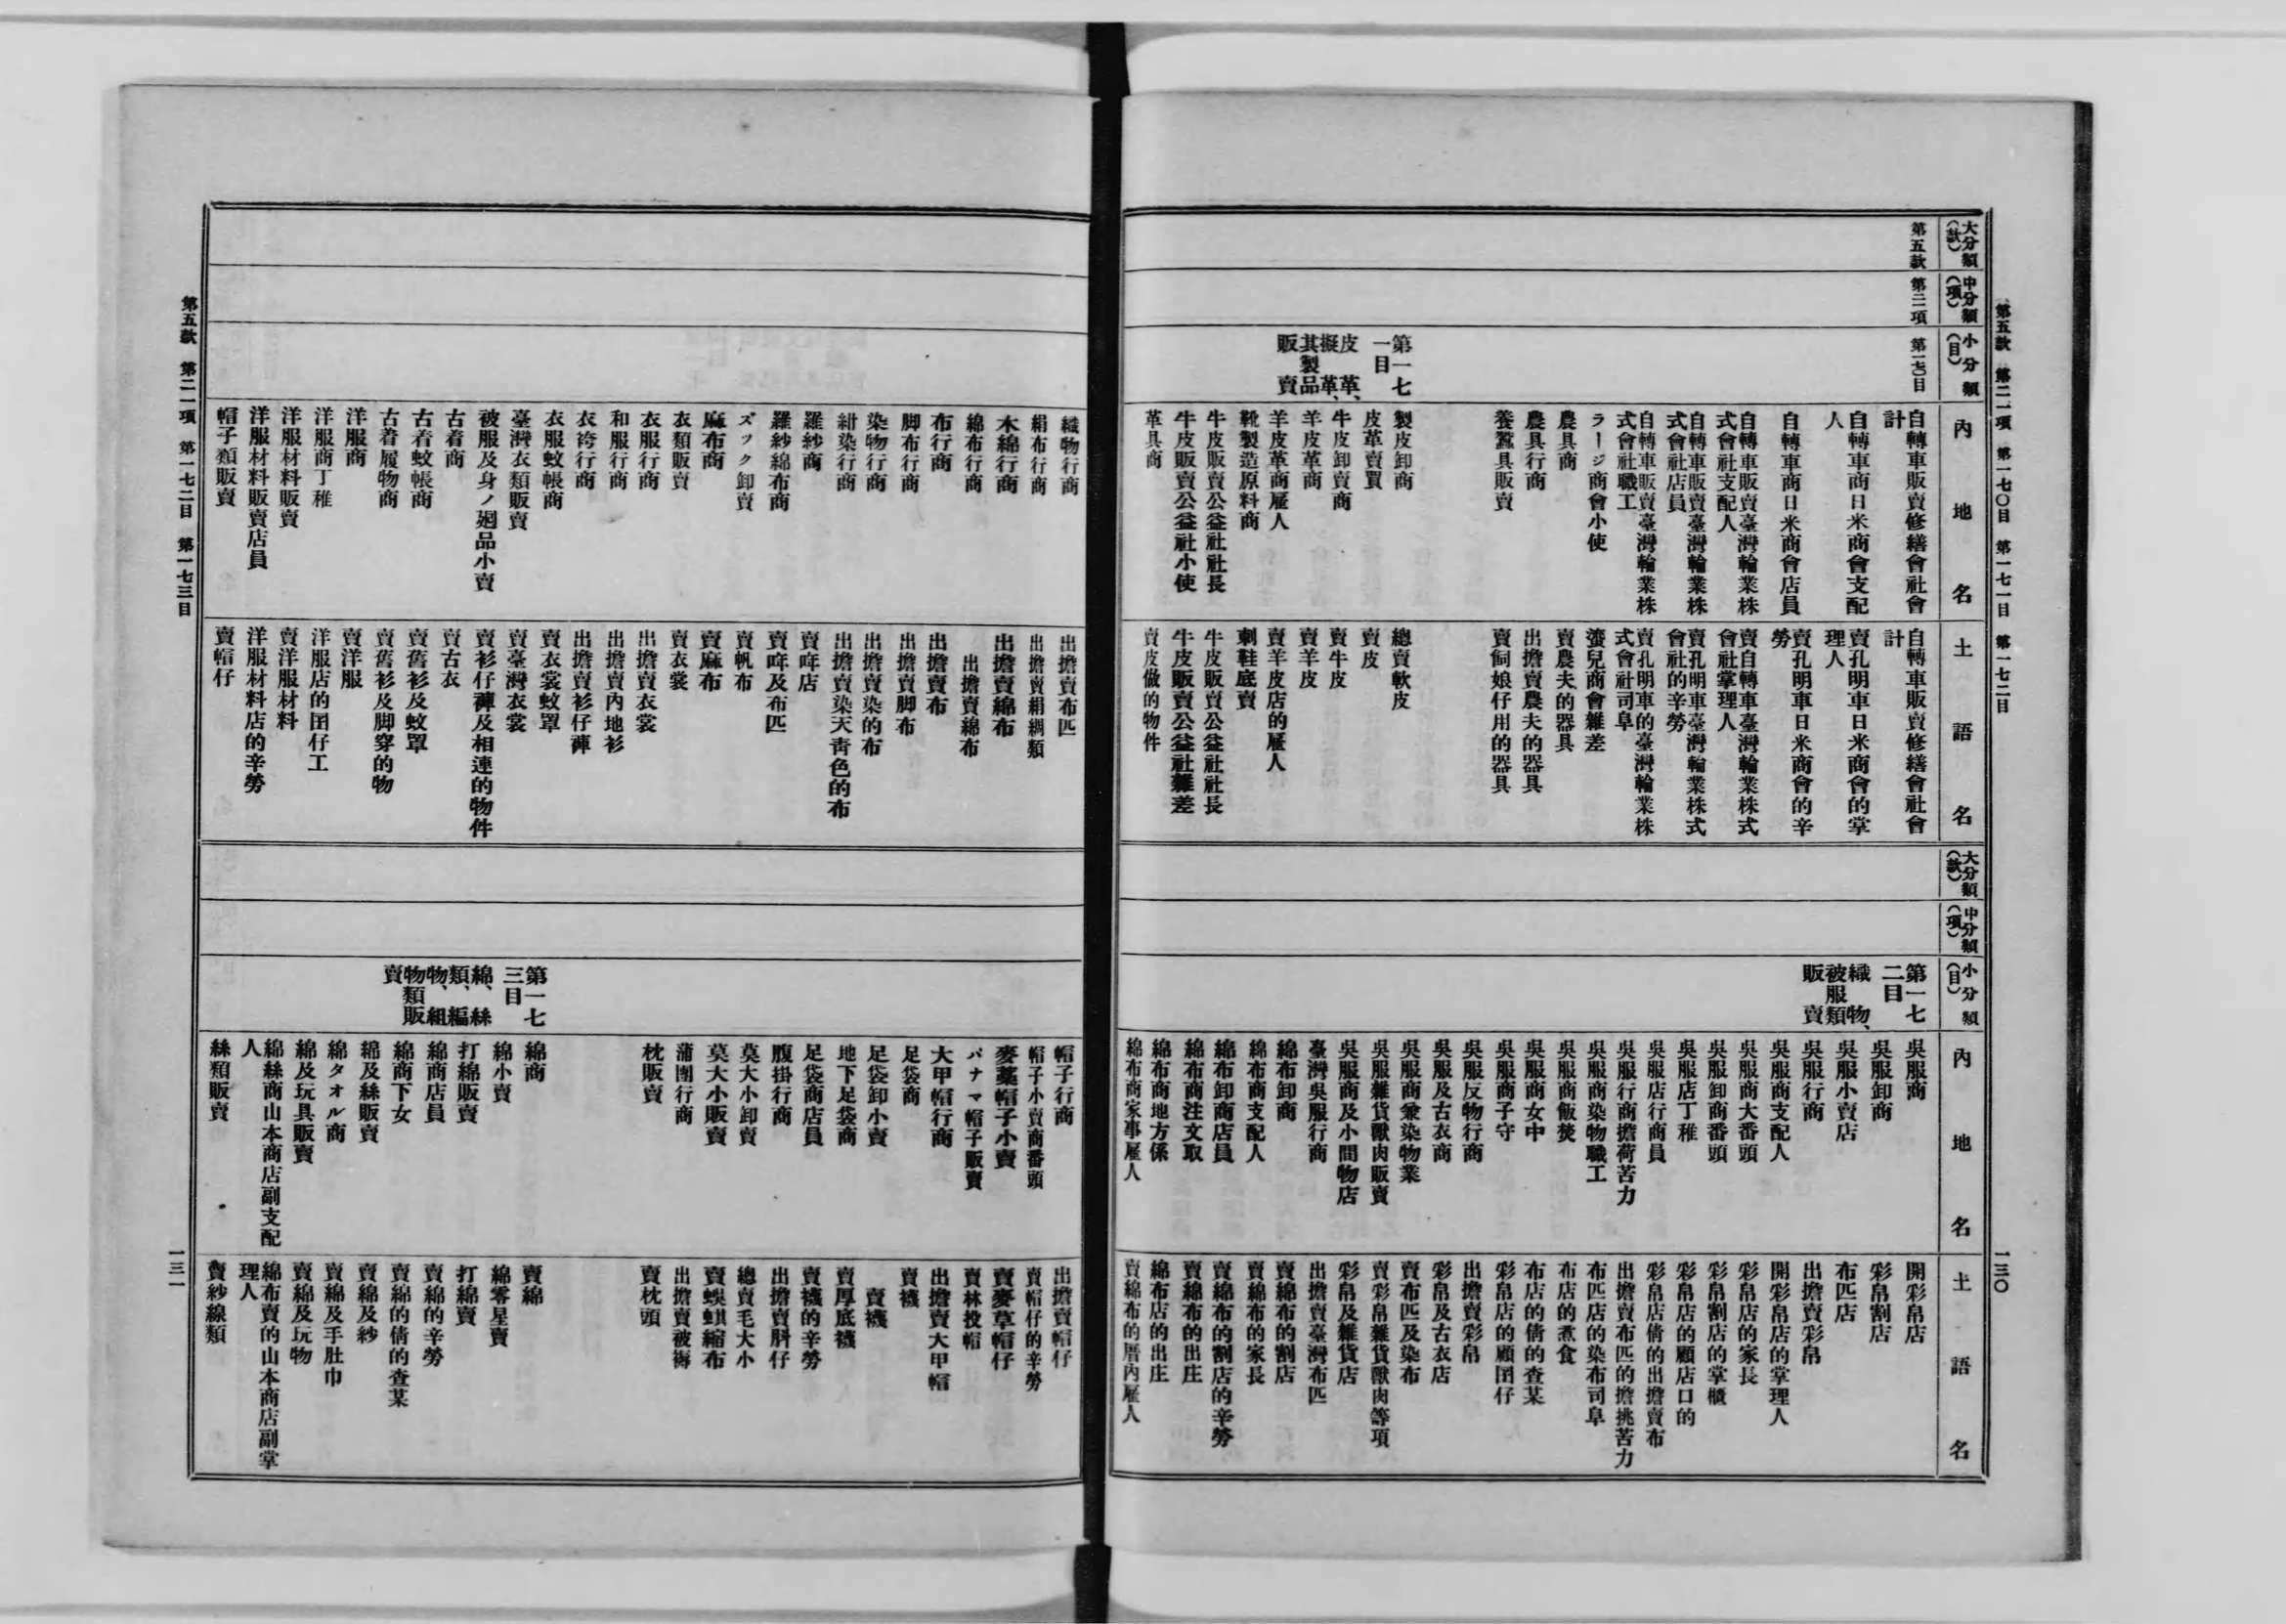 第五款　第二一項　第一七〇目　第一七一目　第一七二目
一三〇
大分類（款）
中分類（項）
小分類（目）
內地名
土語名
第五款
第二一項
第一七〇目
自轉車販賣修繕會社會計
自轉車商日米商會支配人
自轉車商日米商會店員
自轉車販賣臺灣輪業株式會社支配人
自轉車販賣臺灣輪業株式會社店員
自轉車販賣臺灣輪業株式會社職工
ラージ商會小使
農具商
農具行商
養蠶具販賣
自轉車販賣修繕會社會計
賣孔明車日米商會的掌理人
賣孔明車日米商會的辛勞
賣自轉車臺灣輪業株式會社掌理人
賣孔明車臺灣輪業株式會社的辛勞
賣孔明車的臺灣輪業株式會社司阜
瀇兒商會雜差
賣農夫的器具
出擔賣農夫的器具
賣飼娘仔用的器具
第一七一目
皮革、擬革、其製品販賣
製皮卸商
皮革賣買
牛皮卸賣商
羊皮革商
羊皮革商雇人
靴製造原料商
牛皮販賣公益社社長
牛皮販賣公益社小使
革具商
總賣軟皮
賣皮
賣牛皮
賣羊皮
賣羊皮店的雇人
剌鞋底賣
牛皮販賣公益社社長
牛皮販賣公益社雜差
賣皮做的物件
大分類（款）
中分類（項）
小分類（目）
內地名
土語名
第一七二目
織物、被服類販賣
吳服商
吳服卸商
吳服小賣店
吳服行商
吳服商支配人
吳服商大番頭
吳服卸商番頭
吳服店丁稚
吳服店行商員
吳服行商擔荷苦力
吳服商染物職工
吳服商飯焚
吳服商女中
吳服商子守
吳服反物行商
吳服及古衣商
吳服商兼染物業
吳服雜貨獸肉販賣
吳服商及小間物店
臺灣吳服行商
綿布卸商
綿布商支配人
綿布卸商店員
綿布商注文取
綿布商地方係
綿布商家事雇人
開彩帛店
彩帛割店
布匹店
出擔賣彩帛
開彩帛店的掌理人
彩帛店的家長
彩帛割店的掌櫃
彩帛店的顧店口的
彩帛店倩的出擔賣布
出擔賣布匹的擔挑苦力
布匹店的染布司阜
布店的煮食
布店的倩的查某
彩帛店的顧囝仔
出擔賣彩帛
彩帛及古衣店
賣布匹及染布
賣彩帛雜貨獸肉等項
彩帛及雜貨店
出擔賣臺灣布匹
賣綿布的割店
賣綿布的家長
賣綿布的割店的辛勞
賣綿布的出庄
綿布店的出庄
賣綿布的厝內雇人
織物行商
絹布行商
木綿行商
綿布行商
布行商
脚布行商
染物行商
紺染行商
羅紗商
羅紗綿布商
ズック卸賣
麻布商
衣類販賣
衣服行商
和服行商
衣袴行商
衣服蚊帳商
臺灣衣類販賣
被服及身ノ廻品小賣
古着商
古着蚊帳商
古着履物商
洋服商
洋服商丁稚
洋服材料販賣
洋服材料販賣店員
帽子類販賣
出擔賣布匹
出擔賣絹綢類
出擔賣綿布
出擔賣綿布
出擔賣布
出擔賣脚布
出擔賣染的布
出擔賣染天靑色的布
賣呍店
賣呍及布匹
賣帆布
賣麻布
賣衣裳
出擔賣衣裳
出擔賣內地衫
出擔賣衫仔褲
賣衣裳蚊罩
賣臺灣衣裳
賣衫仔褲及相連的物件
賣古衣
賣舊衫及蚊罩
賣舊衫及脚穿的物
賣洋服
洋服店的囝仔工
賣洋服材料
洋服材料店的辛勞
賣帽仔
帽子行商
帽子小賣商番頭
麥藁帽子小賣
パナマ帽子販賣
大甲帽行商
足袋商
足袋卸小賣
地下足袋商
足袋商店員
腹掛行商
莫大小卸賣
莫大小販賣
蒲團行商
枕販賣
出擔賣帽仔
賣帽仔的辛勞
賣麥草帽仔
賣林投帽
出擔賣大甲帽
賣襪
賣襪
賣厚底襪
賣襪的辛勞
出擔賣肚仔
總賣毛大小
賣蜈蜞縮布
出擔賣被褥
賣枕頭
第一七三目
綿、絲類、編物、組物類販賣
綿商
綿小賣
打綿販賣
綿商店員
綿商下女
綿及絲販賣
綿タオル商
綿及玩具販賣
綿絲商山本商店副支配人
絲類販賣
賣綿
綿零星賣
打綿賣
賣綿的辛勞
賣綿的倩的查某
賣綿及紗
賣綿及手肚巾
賣綿及玩物
綿布賣的山本商店副掌理人
賣紗線類
第五款　第二一項　第一七二目　第一七三目
一三一